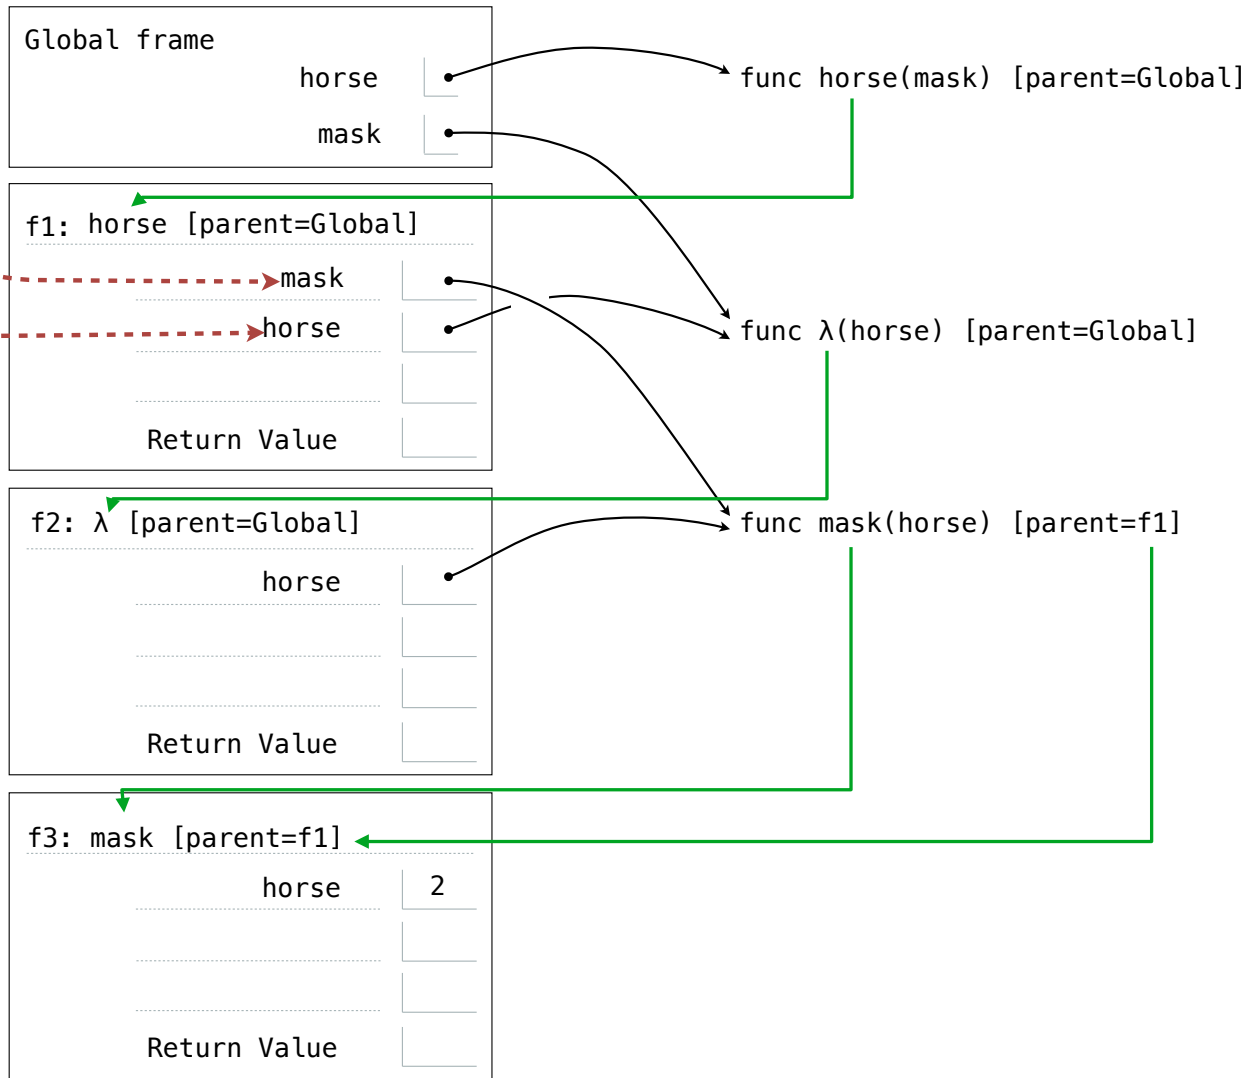 Global frame
horse
func horse(mask) [parent=Global]
mask
f1: horse [parent=Global]
mask
horse
func λ(horse) [parent=Global]
Return Value
f2: λ [parent=Global]
func mask(horse) [parent=f1]
horse
Return Value
f3: mask [parent=f1]
horse 2
Return Value